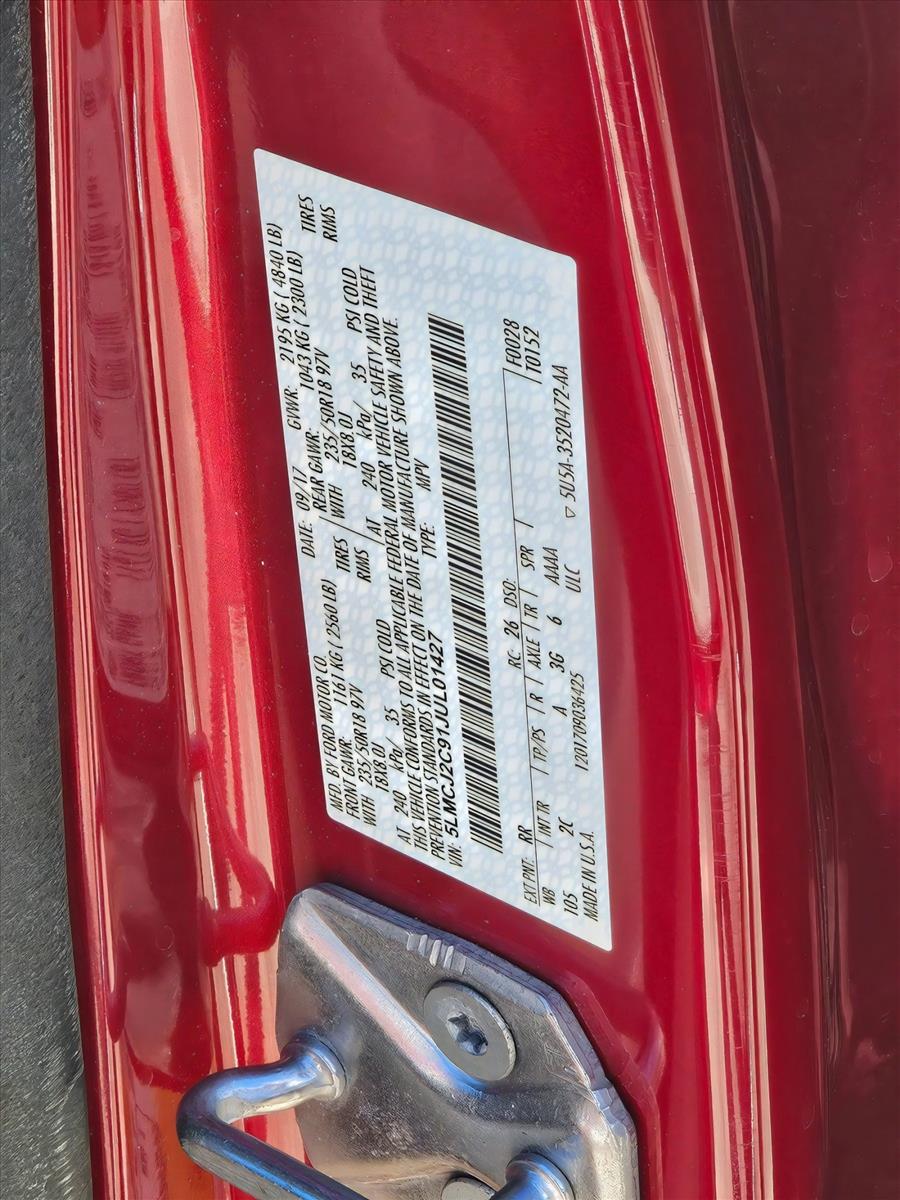 MFD. BY FORD MOTOR CO. DATE: 09/17 GVWR: 2195 KG ( 4840 LB)
FRONT GAWR: 1161 KG ( 2560 LB) REAR GAWR: 1043 KG ( 2300 LB)
WITH 235/50R18 97V TIRES WITH 235/50R18 97V TIRES
18X8.0J RIMS 18X8.0J RIMS
AT 240 kPa/ 35 PSI COLD AT 240 kPa/ 35 PSI COLD
THIS VEHICLE CONFORMS TO ALL APPLICABLE FEDERAL MOTOR VEHICLE SAFETY AND THEFT
PREVENTION STANDARDS IN EFFECT ON THE DATE OF MANUFACTURE SHOWN ABOVE.
VIN: 5LMCJ2C91JUL01427 TYPE: MPV
EXT PNT: RR RC: 26 DSO: F0028
WB INT TR TP/PS R AXLE TR SPR T0152
105 2C A 3G 6 AAAA
MADE IN U.S.A. 120170903642​5 ULC 5U5A-3520472-AA